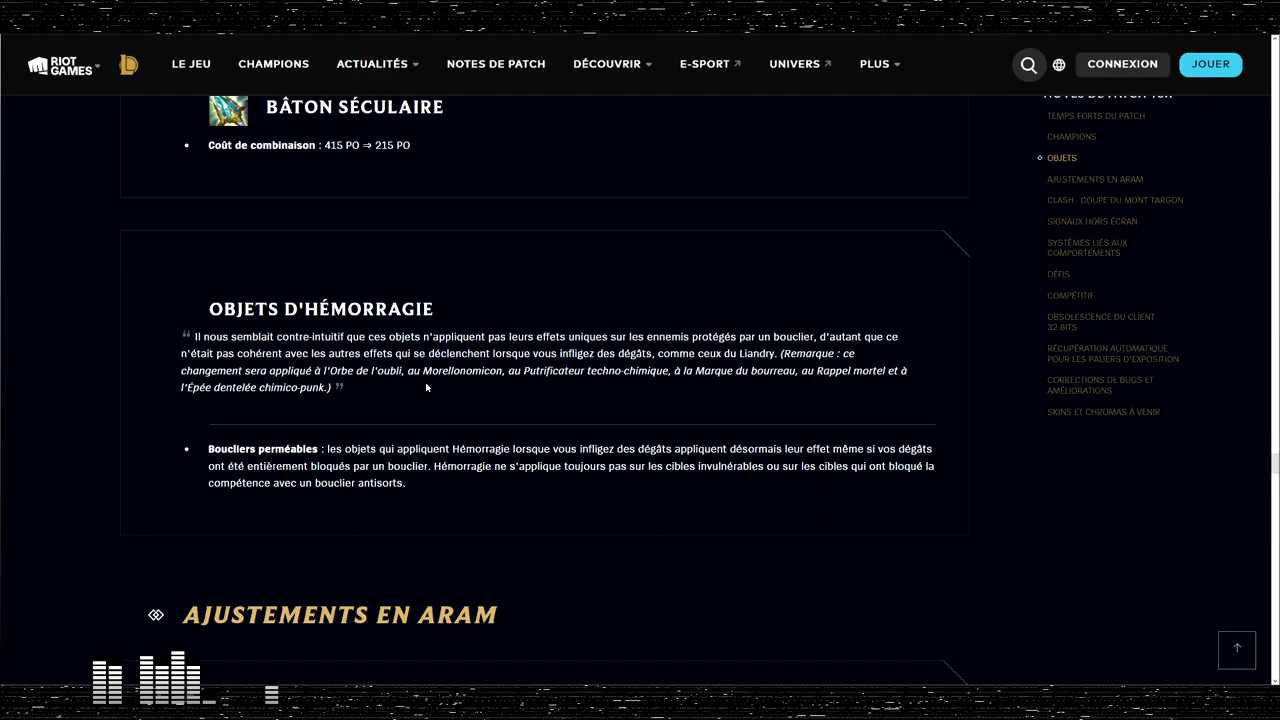 RIOT GAMES
LE JEU
CHAMPIONS
ACTUALITÉS
NOTES DE PATCH
DÉCOUVRIR
E-SPORT
UNIVERS
PLUS
CONNEXION
JOUER
BÂTON SÉCULAIRE
Coût de combinaison : 415 PO ⇒ 215 PO
OBJETS D'HÉMORRAGIE
“ Il nous semblait contre-intuitif que ces objets n'appliquent pas leurs effets uniques sur les ennemis protégés par un bouclier, d'autant que ce
n'était pas cohérent avec les autres effets qui se déclenchent lorsque vous infligez des dégâts, comme ceux du Liandry. (Remarque : ce
changement sera appliqué à l'Orbe de l'oubli, au Morellonomicon, au Putrificateur techno-chimique, à la Marque du bourreau, au Rappel mortel et à
l'Épée dentelée chimico-punk.) ”
Boucliers perméables : les objets qui appliquent Hémorragie lorsque vous infligez des dégâts appliquent désormais leur effet même si vos dégâts
ont été entièrement bloqués par un bouclier. Hémorragie ne s'applique toujours pas sur les cibles invulnérables ou sur les cibles qui ont bloqué la
compétence avec un bouclier antisorts.
AJUSTEMENTS EN ARAM
TEMPS FORTS DU PATCH
CHAMPIONS
OBJETS
AJUSTEMENTS EN ARAM
CLASH - COUPE DU MONT TARGON
SIGNAUX HORS ÉCRAN
SYSTÈMES LIÉS AUX
COMPORTEMENTS
DÉFIS
COMPÉTITIF
OBSOLESCENCE DU CLIENT
32 BITS
RÉCUPÉRATION AUTOMATIQUE
POUR LES PALIERS D'EXPOSITION
CORRECTIONS DE BUGS ET
AMÉLIORATIONS
SKINS ET CHROMAS À VENIR